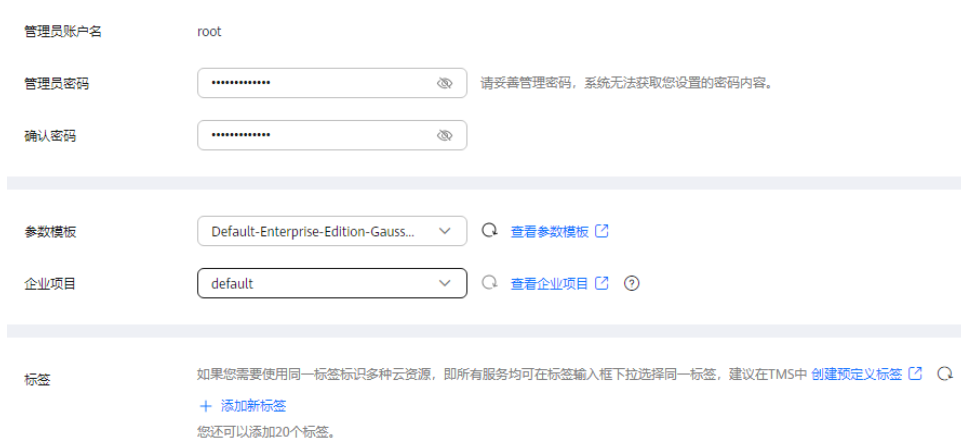 管理员账户名 root
管理员密码 ••••••••••••• 请妥善管理密码，系统无法获取您设置的密码内容。
确认密码 •••••••••••••
参数模板 Default-Enterprise-Edition-Gauss... 查看参数模板
企业项目 default 查看企业项目
标签 如果您需要使用同一标签标识多种云资源，即所有服务均可在标签输入框下拉选择同一标签，建议在TMS中 创建预定义标签
+ 添加新标签
您还可以添加20个标签。